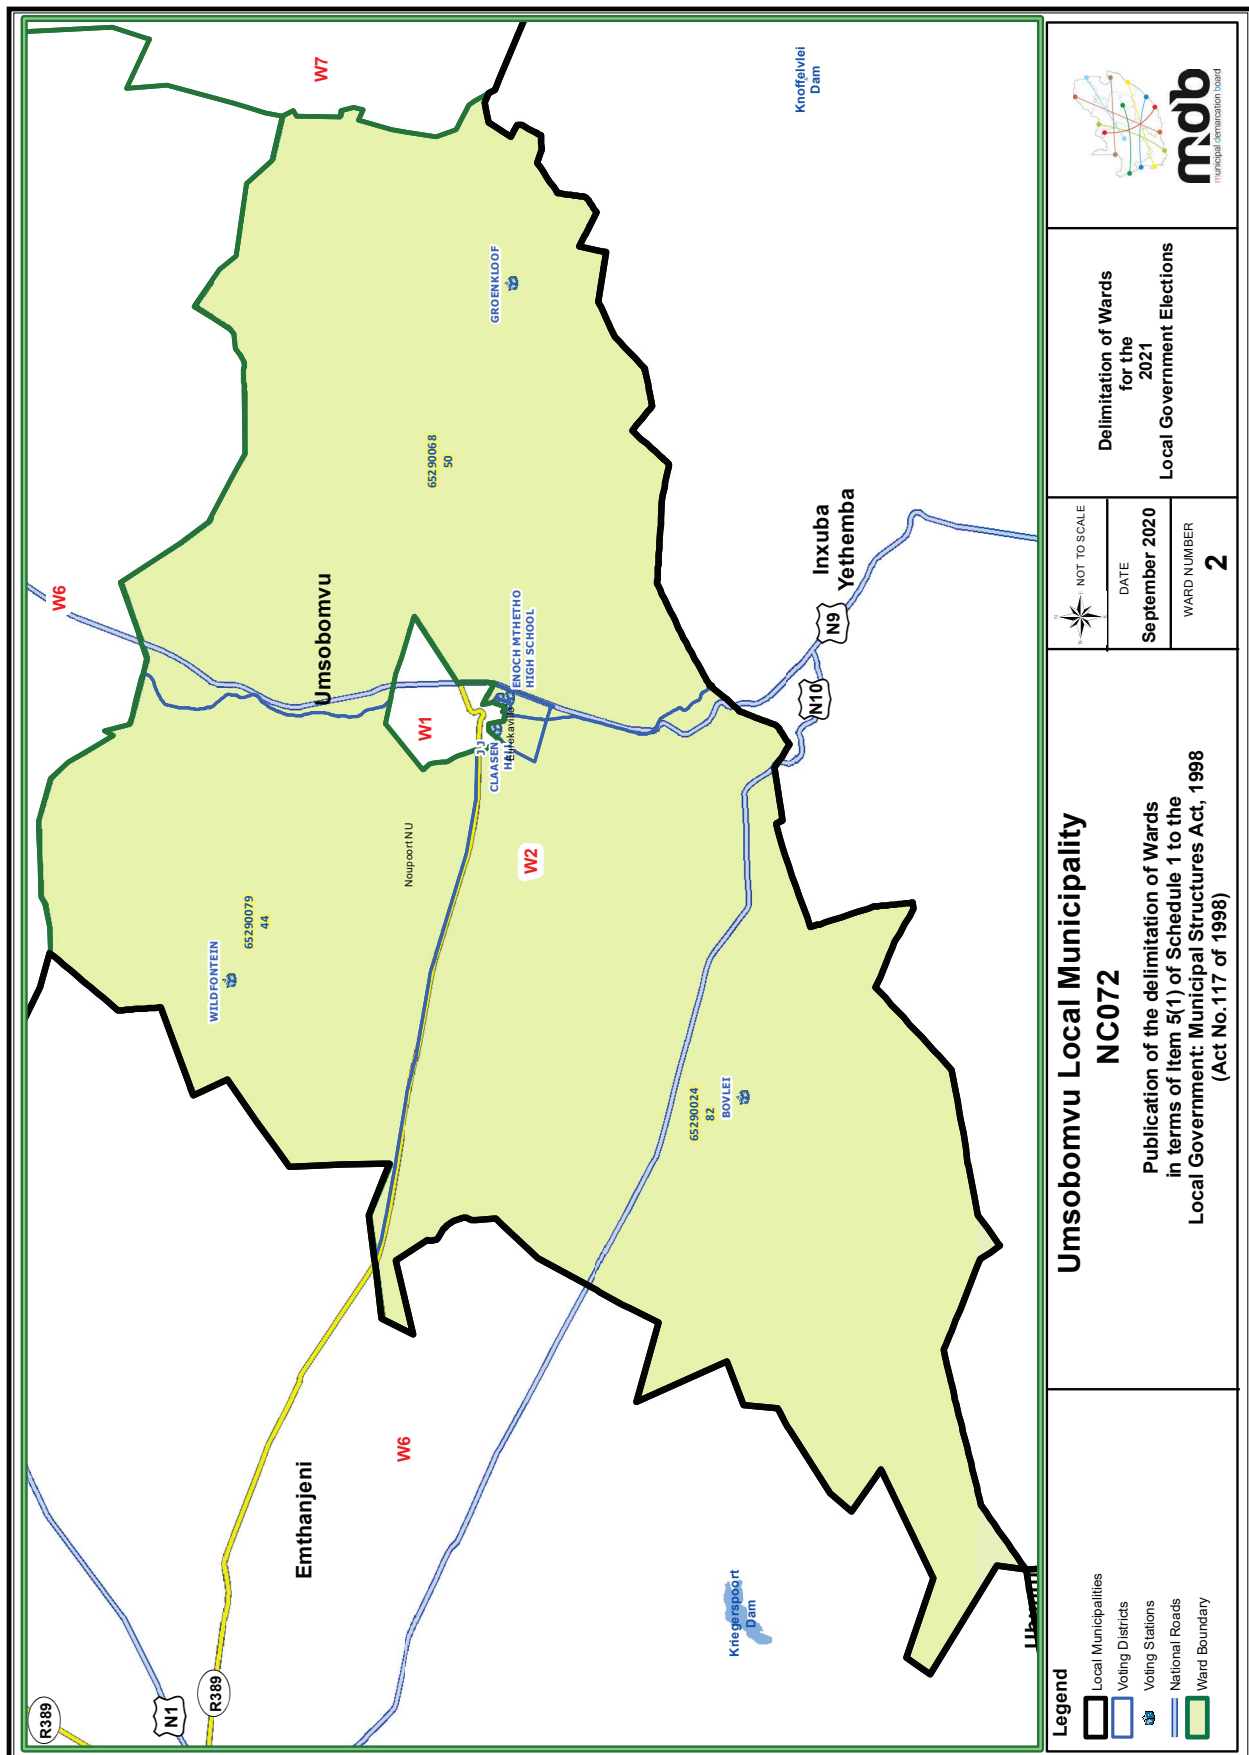 R389
N1
R389
Emthanjeni
W6
Kriegerspoort
Dam
WILDFONTEIN
65290079
44
65290024
82
BOVLEI
Noupoort NU
W2
W1
J J
CLAASEN
HALL
Eurekaville
ENOCH MTHETHO
HIGH SCHOOL
Umsobomvu
W6
W7
65290068
50
GROENKLOOF
Knoffelvlei
Dam
Inxuba
Yethemba
N9
N10
Legend
Local Municipalities
Voting Districts
Voting Stations
National Roads
Ward Boundary
Umsobomvu Local Municipality
NC072
Publication of the delimitation of Wards
in terms of Item 5(1) of Schedule 1 to the
Local Government: Municipal Structures Act, 1998
(Act No.117 of 1998)
N
W
E
S
NOT TO SCALE
DATE
September 2020
WARD NUMBER
2
Delimitation of Wards
for the
2021
Local Government Elections
mdb
municipal demarcation board